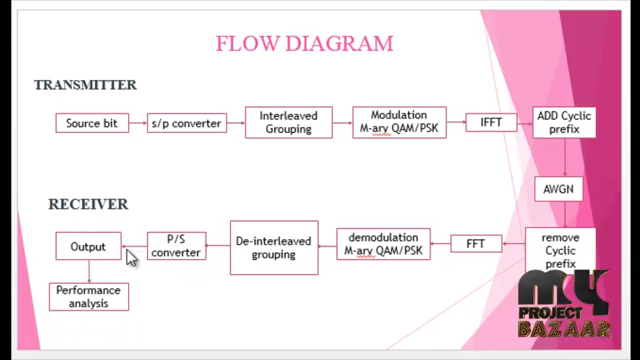 FLOW DIAGRAM
TRANSMITTER
Source bit
s/p converter
Interleaved
Grouping
Modulation
M-ary QAM/PSK
IFFT
ADD Cyclic
prefix
AWGN
RECEIVER
remove
Cyclic
prefix
FFT
demodulation
M-ary QAM/PSK
De-interleaved
grouping
P/S
converter
Output
Performance
analysis
MY
PROJECT
BAZAAR